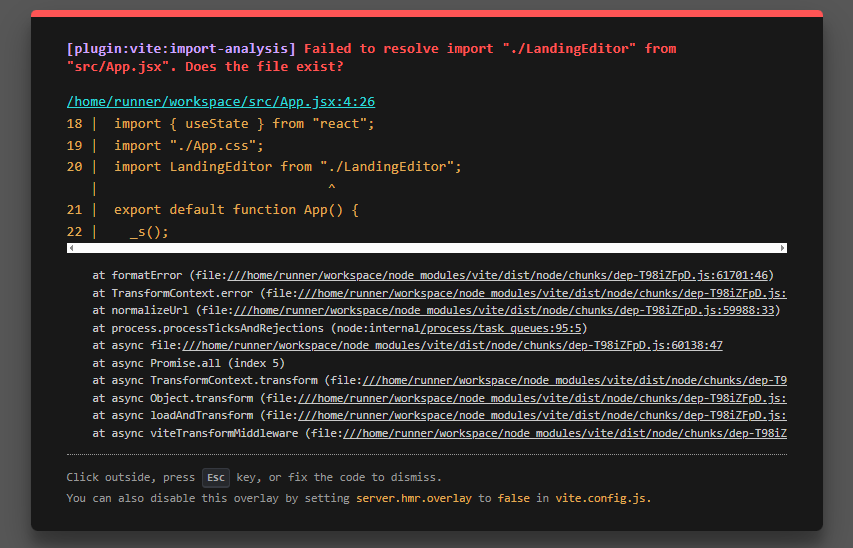 [plugin:vite:import-analysis] Failed to resolve import "./LandingEditor" from
"src/App.jsx". Does the file exist?
/home/runner/workspace/src/App.jsx:4:26
18 |  import { useState } from "react";
19 |  import "./App.css";
20 |  import LandingEditor from "./LandingEditor";
   |                             ^
21 |  export default function App() {
22 |    _s();
at formatError (file:///home/runner/workspace/node_modules/vite/dist/node/chunks/dep-T98iZFpD.js:61701:46)
at TransformContext.error (file:///home/runner/workspace/node_modules/vite/dist/node/chunks/dep-T98iZFpD.js:
at normalizeUrl (file:///home/runner/workspace/node_modules/vite/dist/node/chunks/dep-T98iZFpD.js:59988:33)
at process.processTicksAndRejections (node:internal/process/task_queues:95:5)
at async file:///home/runner/workspace/node_modules/vite/dist/node/chunks/dep-T98iZFpD.js:60138:47
at async Promise.all (index 5)
at async TransformContext.transform (file:///home/runner/workspace/node_modules/vite/dist/node/chunks/dep-T9
at async Object.transform (file:///home/runner/workspace/node_modules/vite/dist/node/chunks/dep-T98iZFpD.js:
at async loadAndTransform (file:///home/runner/workspace/node_modules/vite/dist/node/chunks/dep-T98iZFpD.js:
at async viteTransformMiddleware (file:///home/runner/workspace/node_modules/vite/dist/node/chunks/dep-T98iZ
Click outside, press Esc key, or fix the code to dismiss.
You can also disable this overlay by setting server.hmr.overlay to false in vite.config.js.